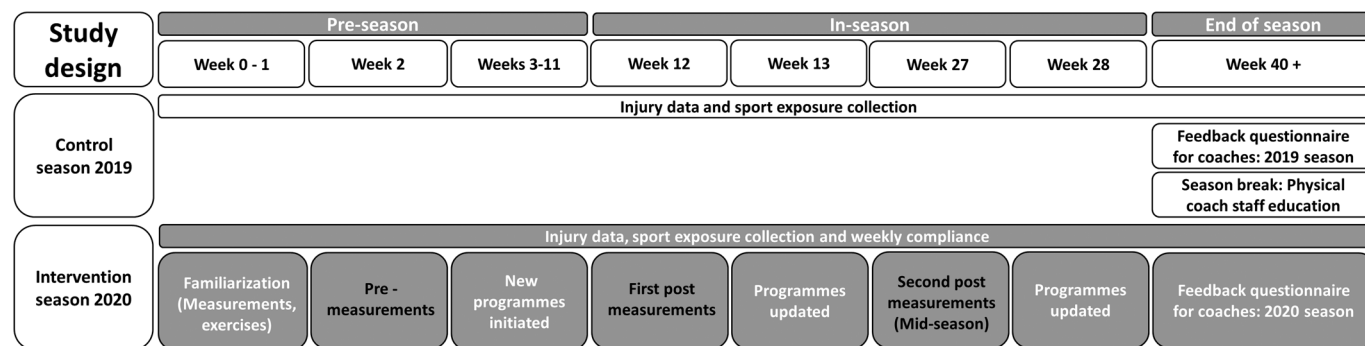 Study
design
Pre-season
In-season
End of season
Week 0 - 1
Week 2
Weeks 3-11
Week 12
Week 13
Week 27
Week 28
Week 40 +
Control
season 2019
Injury data and sport exposure collection
Feedback questionnaire
for coaches: 2019 season
Season break: Physical
coach staff education
Intervention
season 2020
Injury data, sport exposure collection and weekly compliance
Familiarization
(Measurements,
exercises)
Pre -
measurements
New
programmes
initiated
First post
measurements
Programmes
updated
Second post
measurements
(Mid-season)
Programmes
updated
Feedback questionnaire
for coaches: 2020 season